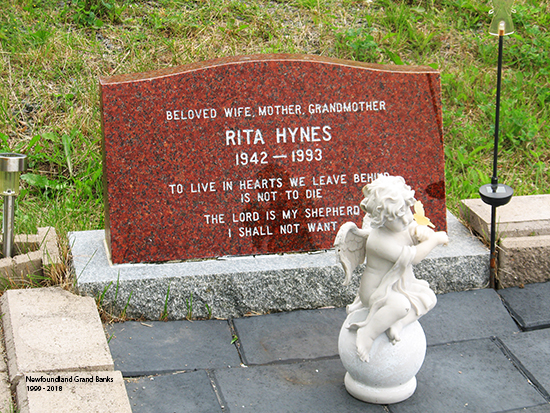 BELOVED WIFE, MOTHER, GRANDMOTHER
RITA HYNES
1942 — 1993
TO LIVE IN HEARTS WE LEAVE BEHIND
IS NOT TO DIE
THE LORD IS MY SHEPHERD
I SHALL NOT WANT
Newfoundland Grand Banks
1999 - 2018